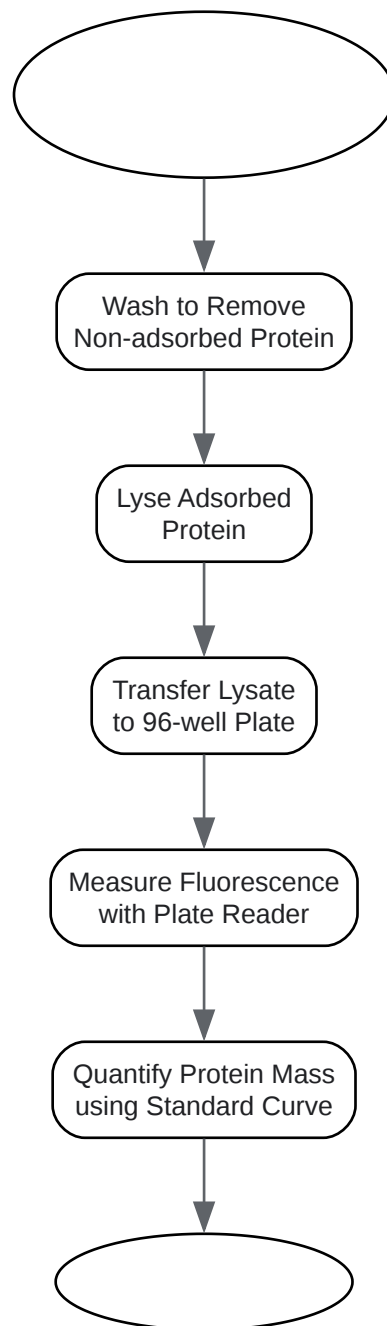 Wash to Remove
Non-adsorbed Protein
Lyse Adsorbed
Protein
Transfer Lysate
to 96-well Plate
Measure Fluorescence
with Plate Reader
Quantify Protein Mass
using Standard Curve